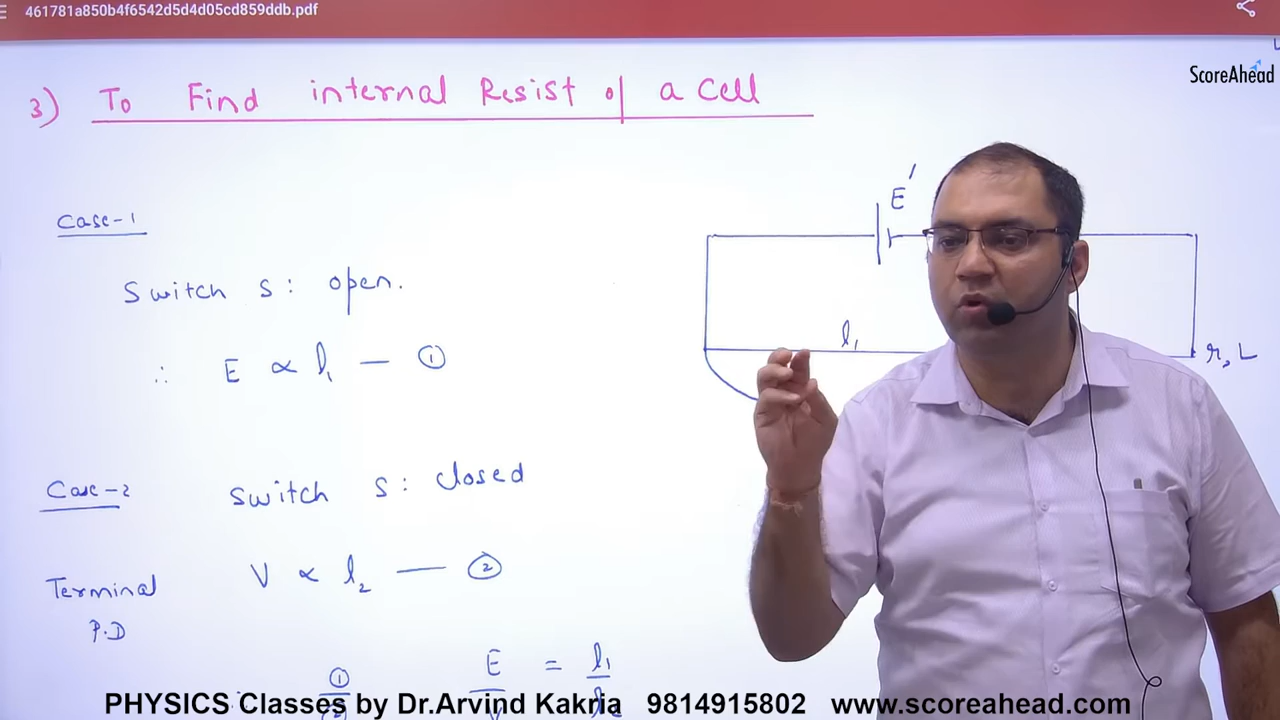 461781a850b4f6542d5d4d05cd859ddb.pdf
ScoreAhead
3) To Find internal Resist of a Cell
E'
Case-1
Switch S: open.
∴ E ∝ l₁ — ①
l₁
r, L
Case-2 Switch S: closed
V ∝ l₂ — ②
Terminal
P.D
① E = l₁
PHYSICS Classes by Dr.Arvind Kakria 9814915802 www.scoreahead.com